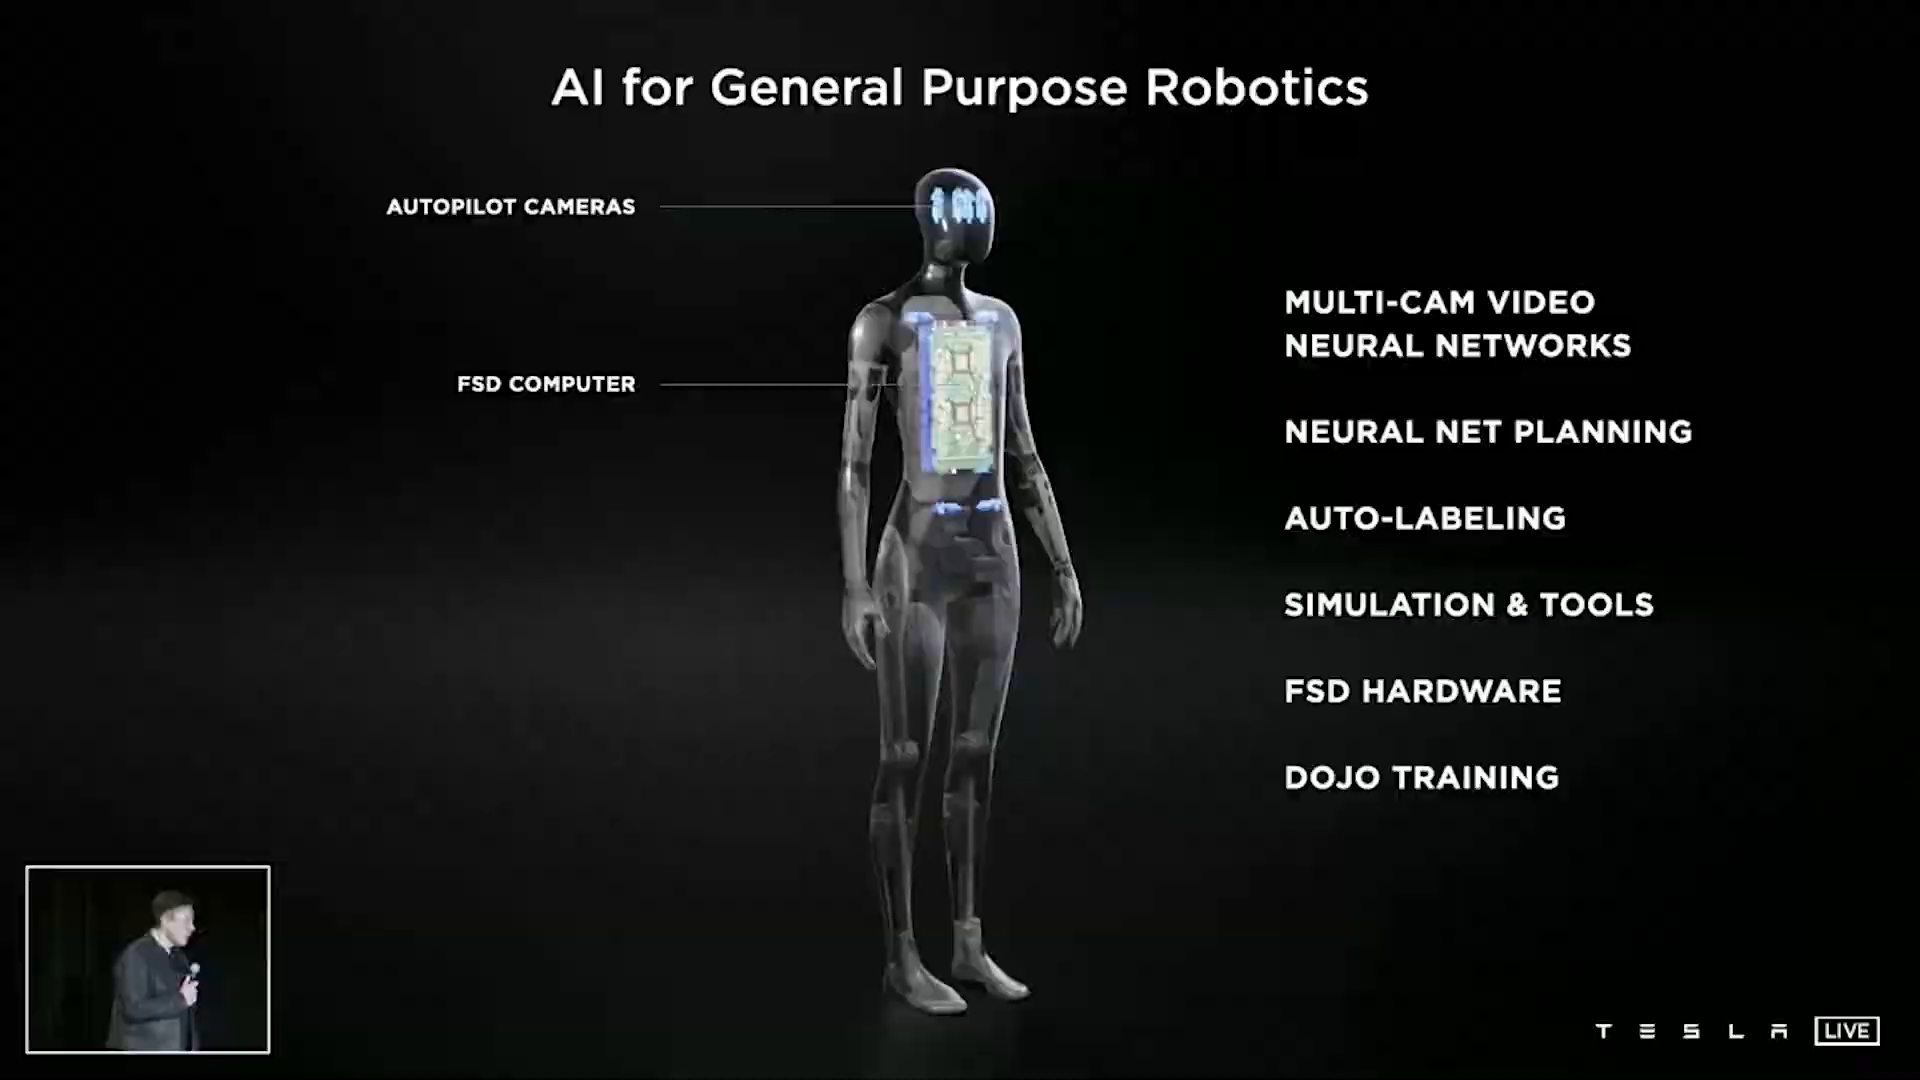 AI for General Purpose Robotics
AUTOPILOT CAMERAS
FSD COMPUTER
MULTI-CAM VIDEO
NEURAL NETWORKS
NEURAL NET PLANNING
AUTO-LABELING
SIMULATION & TOOLS
FSD HARDWARE
DOJO TRAINING
TESLA LIVE